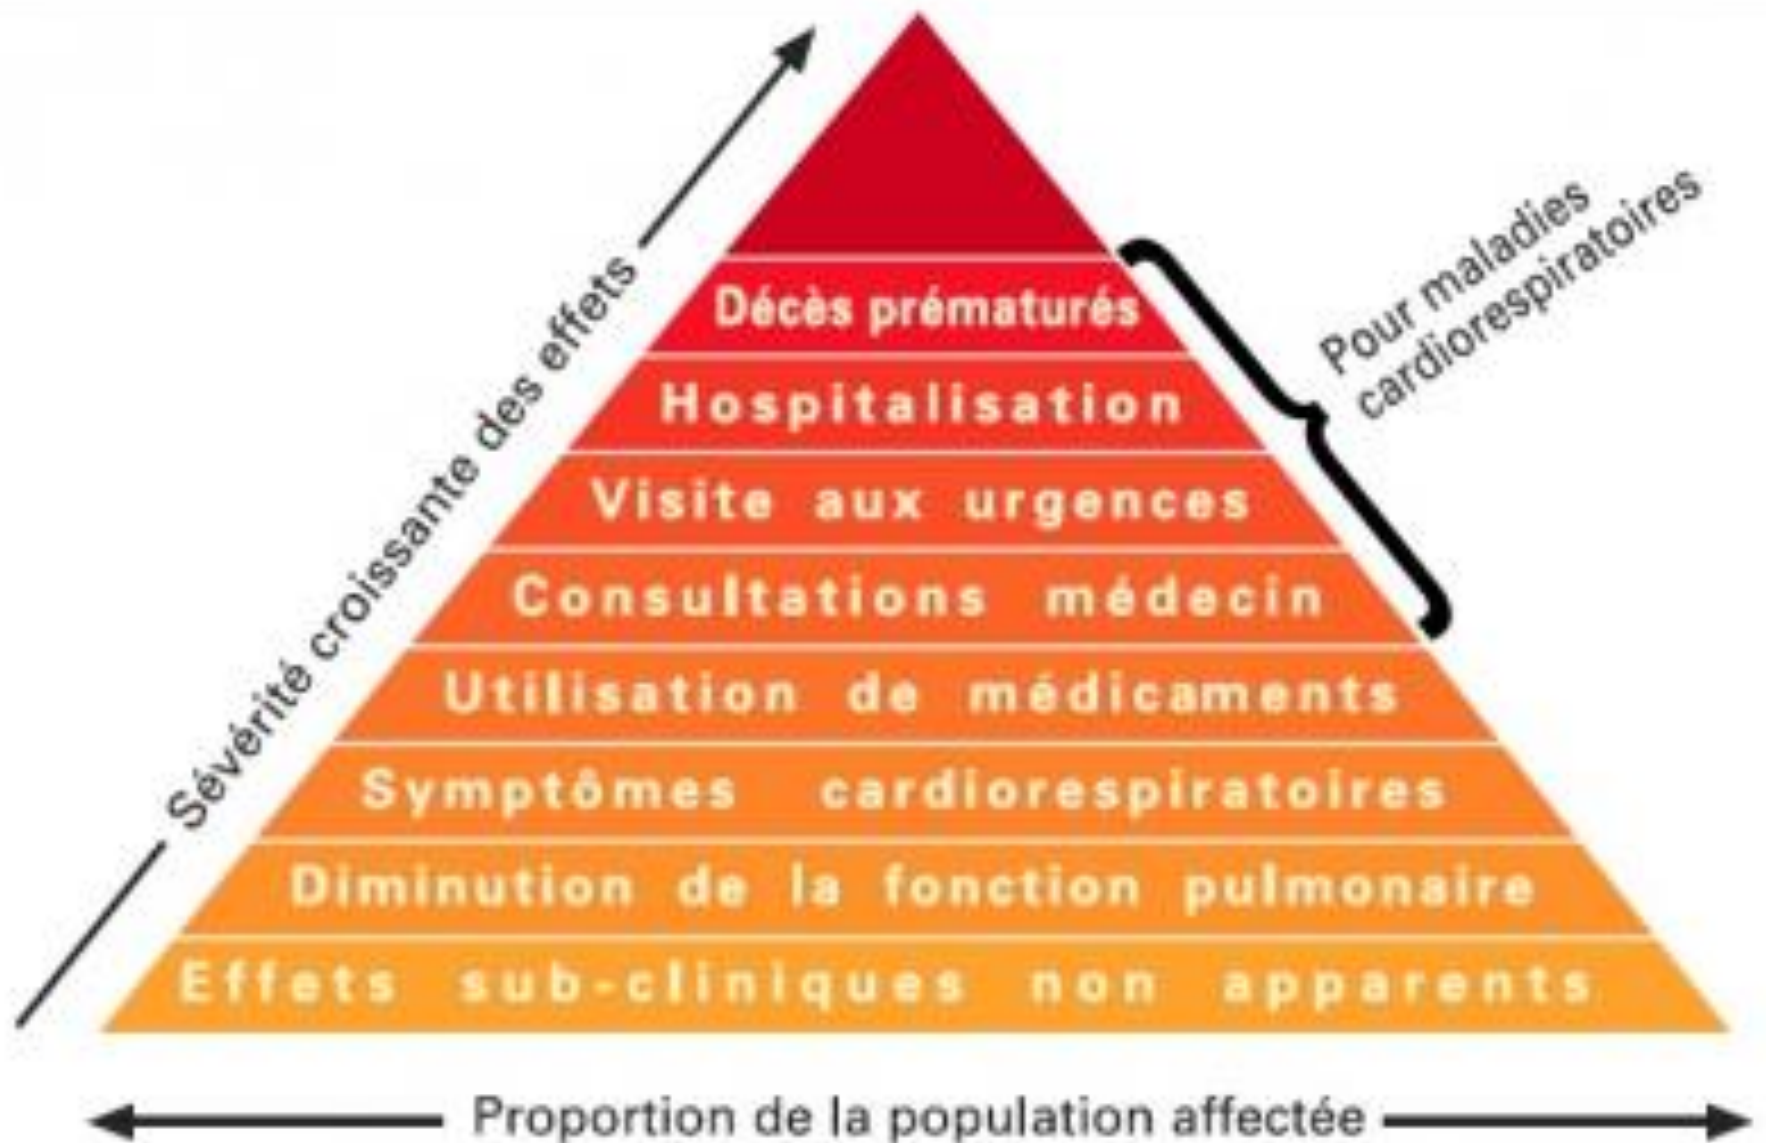 Sévérité croissante des effets
Pour maladies
cardiorespiratoires
Décès prématurés
Hospitalisation
Visite aux urgences
Consultations médecin
Utilisation de médicaments
Symptômes cardiorespiratoires
Diminution de la fonction pulmonaire
Effets sub-cliniques non apparents
Proportion de la population affectée